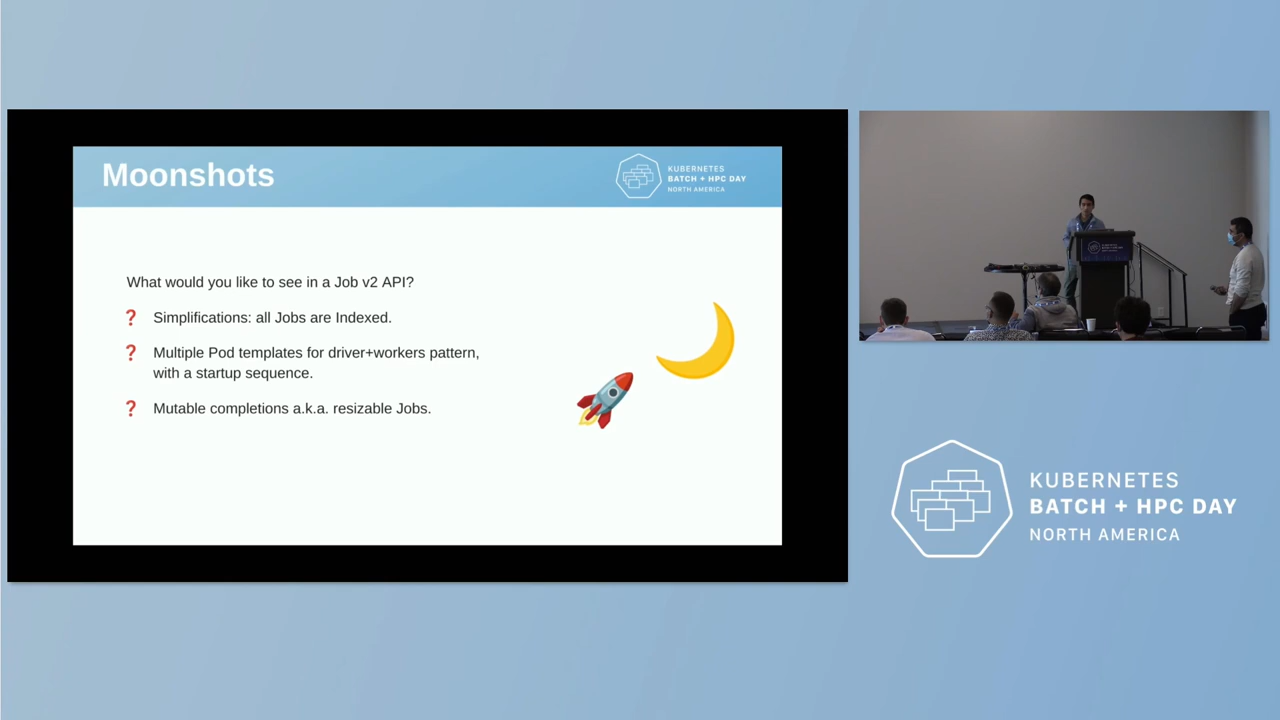 Moonshots
KUBERNETES
BATCH + HPC DAY
NORTH AMERICA
What would you like to see in a Job v2 API?
Simplifications: all Jobs are Indexed.
Multiple Pod templates for driver+workers pattern,
with a startup sequence.
Mutable completions a.k.a. resizable Jobs.
KUBERNETES
BATCH + HPC DAY
NORTH AMERICA